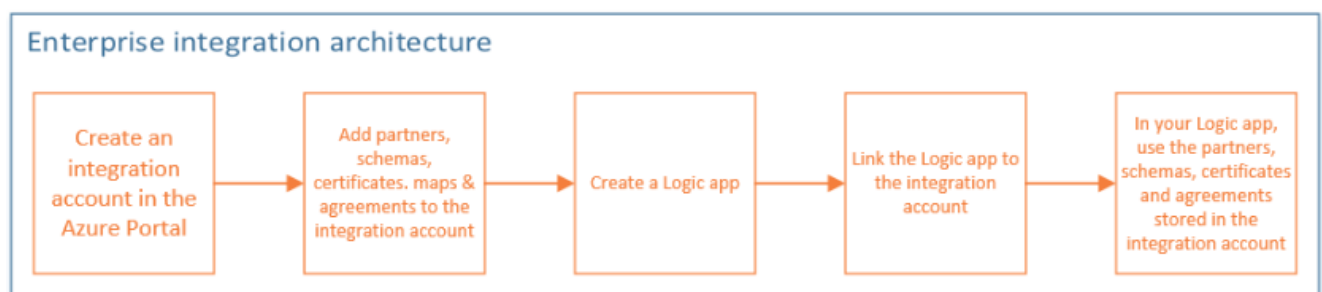 Enterprise integration architecture
Create an
integration
account in the
Azure Portal
Add partners,
schemas,
certificates. maps &
agreements to the
integration account
Create a Logic app
Link the Logic app to
the integration
account
In your Logic app,
use the partners,
schemas, certificates
and agreements
stored in the
integration account